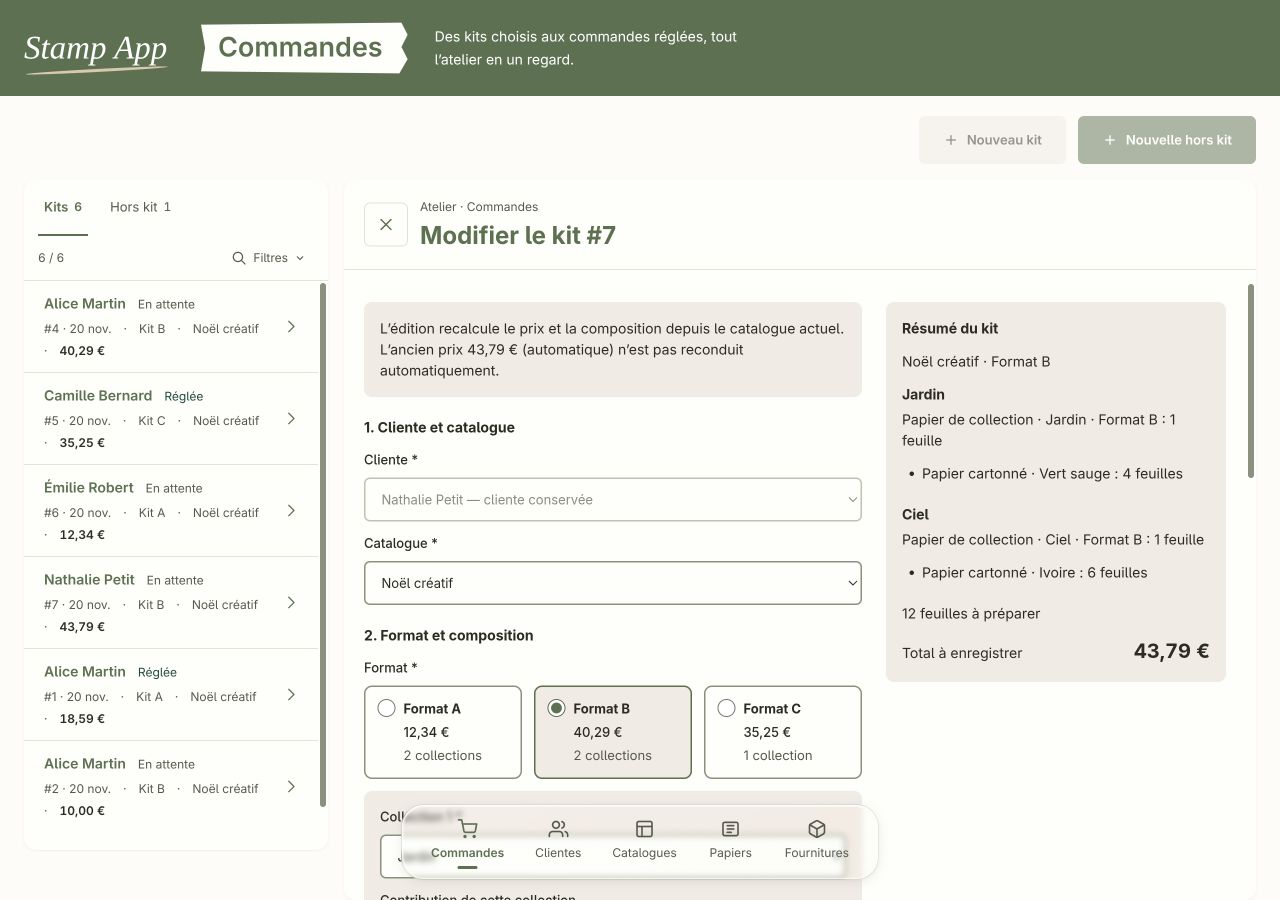 Stamp App
Commandes
Des kits choisis aux commandes réglées, tout
l’atelier en un regard.
Nouveau kit
Nouvelle hors kit
Kits 6
Hors kit 1
6 / 6
Filtres
Alice Martin En attente
#4 · 20 nov. · Kit B · Noël créatif
· 40,29 €
Camille Bernard Réglée
#5 · 20 nov. · Kit C · Noël créatif
· 35,25 €
Émilie Robert En attente
#6 · 20 nov. · Kit A · Noël créatif
· 12,34 €
Nathalie Petit En attente
#7 · 20 nov. · Kit B · Noël créatif
· 43,79 €
Alice Martin Réglée
#1 · 20 nov. · Kit A · Noël créatif
· 18,59 €
Alice Martin En attente
#2 · 20 nov. · Kit B · Noël créatif
· 10,00 €
Atelier · Commandes
Modifier le kit #7
L’édition recalcule le prix et la composition depuis le catalogue actuel.
L’ancien prix 43,79 € (automatique) n’est pas reconduit
automatiquement.
1. Cliente et catalogue
Cliente *
Nathalie Petit — cliente conservée
Catalogue *
Noël créatif
2. Format et composition
Format *
Format A
12,34 €
2 collections
Format B
40,29 €
2 collections
Format C
35,25 €
1 collection
Contribution de cette collection
Résumé du kit
Noël créatif · Format B
Jardin
Papier de collection · Jardin · Format B : 1
feuille
• Papier cartonné · Vert sauge : 4 feuilles
Ciel
Papier de collection · Ciel · Format B : 1 feuille
• Papier cartonné · Ivoire : 6 feuilles
12 feuilles à préparer
Total à enregistrer 43,79 €
Commandes
Clientes
Catalogues
Papiers
Fournitures